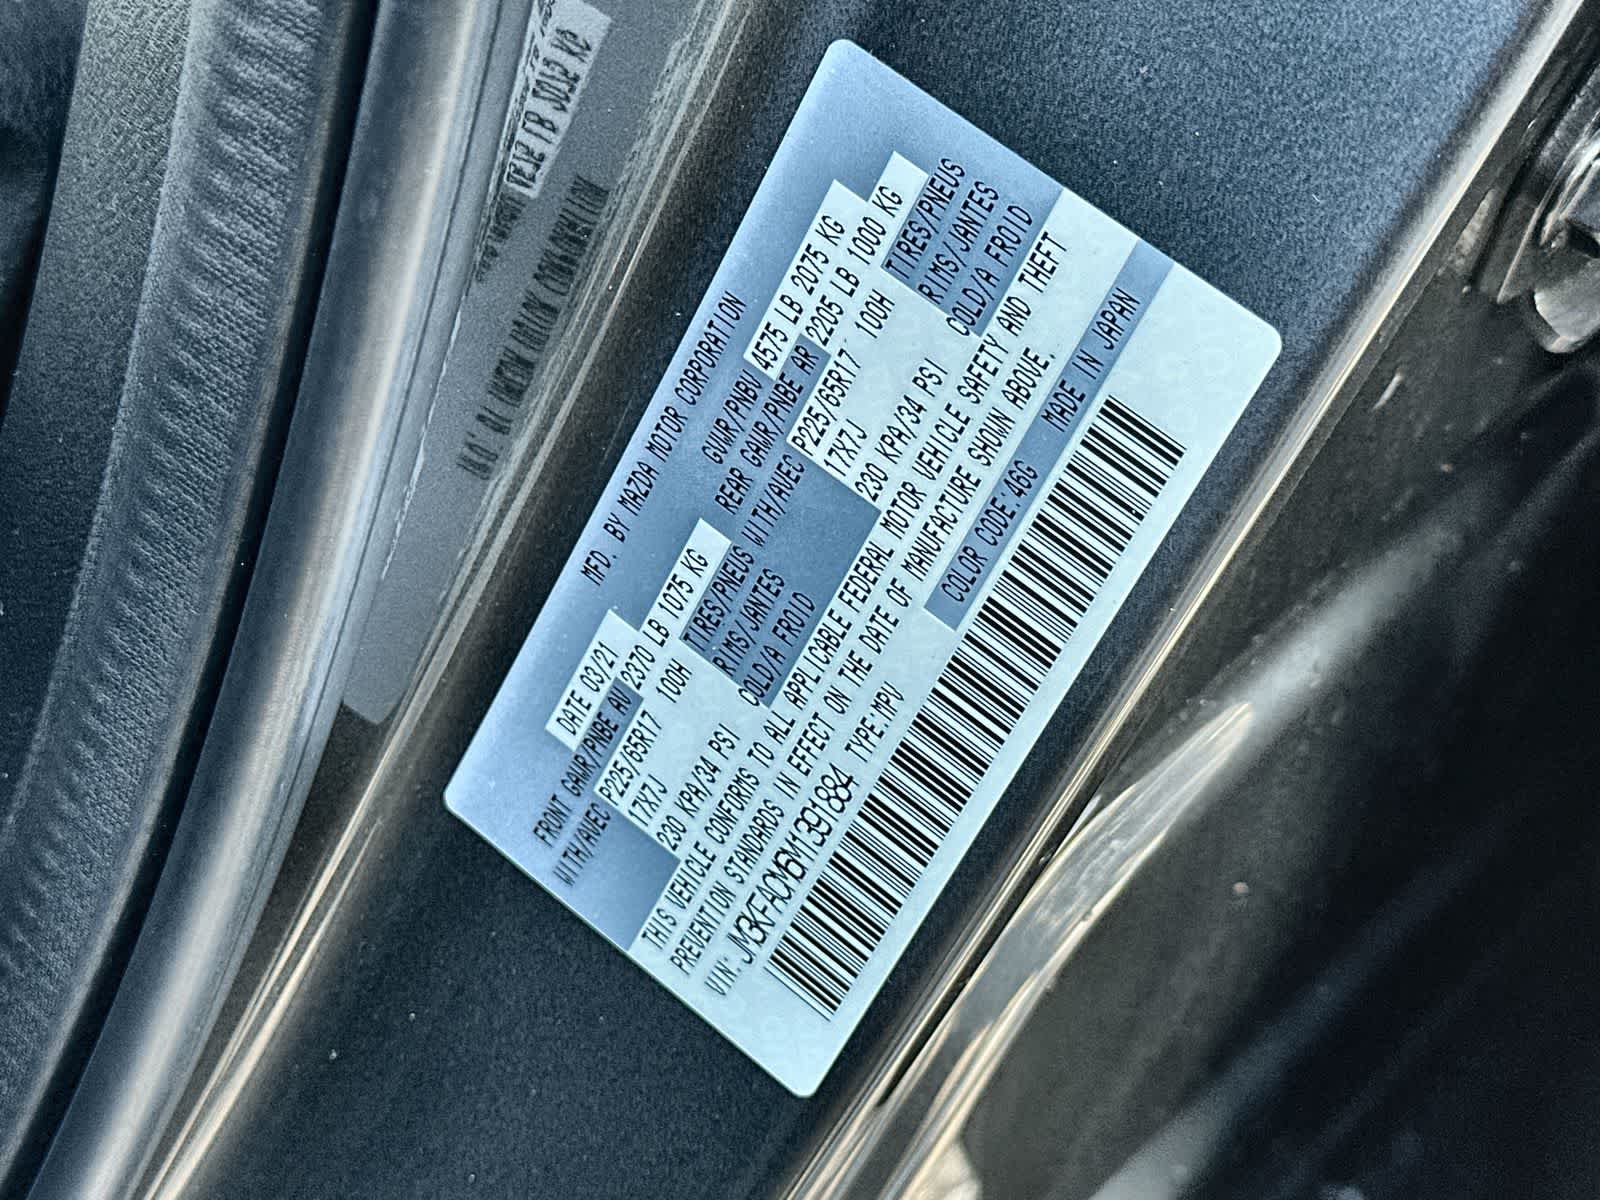 MFD. BY MAZDA MOTOR CORPORATION
DATE 03/21 GVWR/PNBV 4575 LB 2075 KG
FRONT GAWR/PNBE AV 2370 LB 1075 KG REAR GAWR/PNBE AR 2205 LB 1000 KG
WITH/AVEC P225/65R17 100H TIRES/PNEUS WITH/AVEC P225/65R17 100H TIRES/PNEUS
17X7J RIMS/JANTES 17X7J RIMS/JANTES
230 KPA/34 PSI COLD/A FROID 230 KPA/34 PSI COLD/A FROID
THIS VEHICLE CONFORMS TO ALL APPLICABLE FEDERAL MOTOR VEHICLE SAFETY AND THEFT
PREVENTION STANDARDS IN EFFECT ON THE DATE OF MANUFACTURE SHOWN ABOVE.
VIN: JM3KFACM6M1391884 TYPE:MPV COLOR CODE:46G MADE IN JAPAN